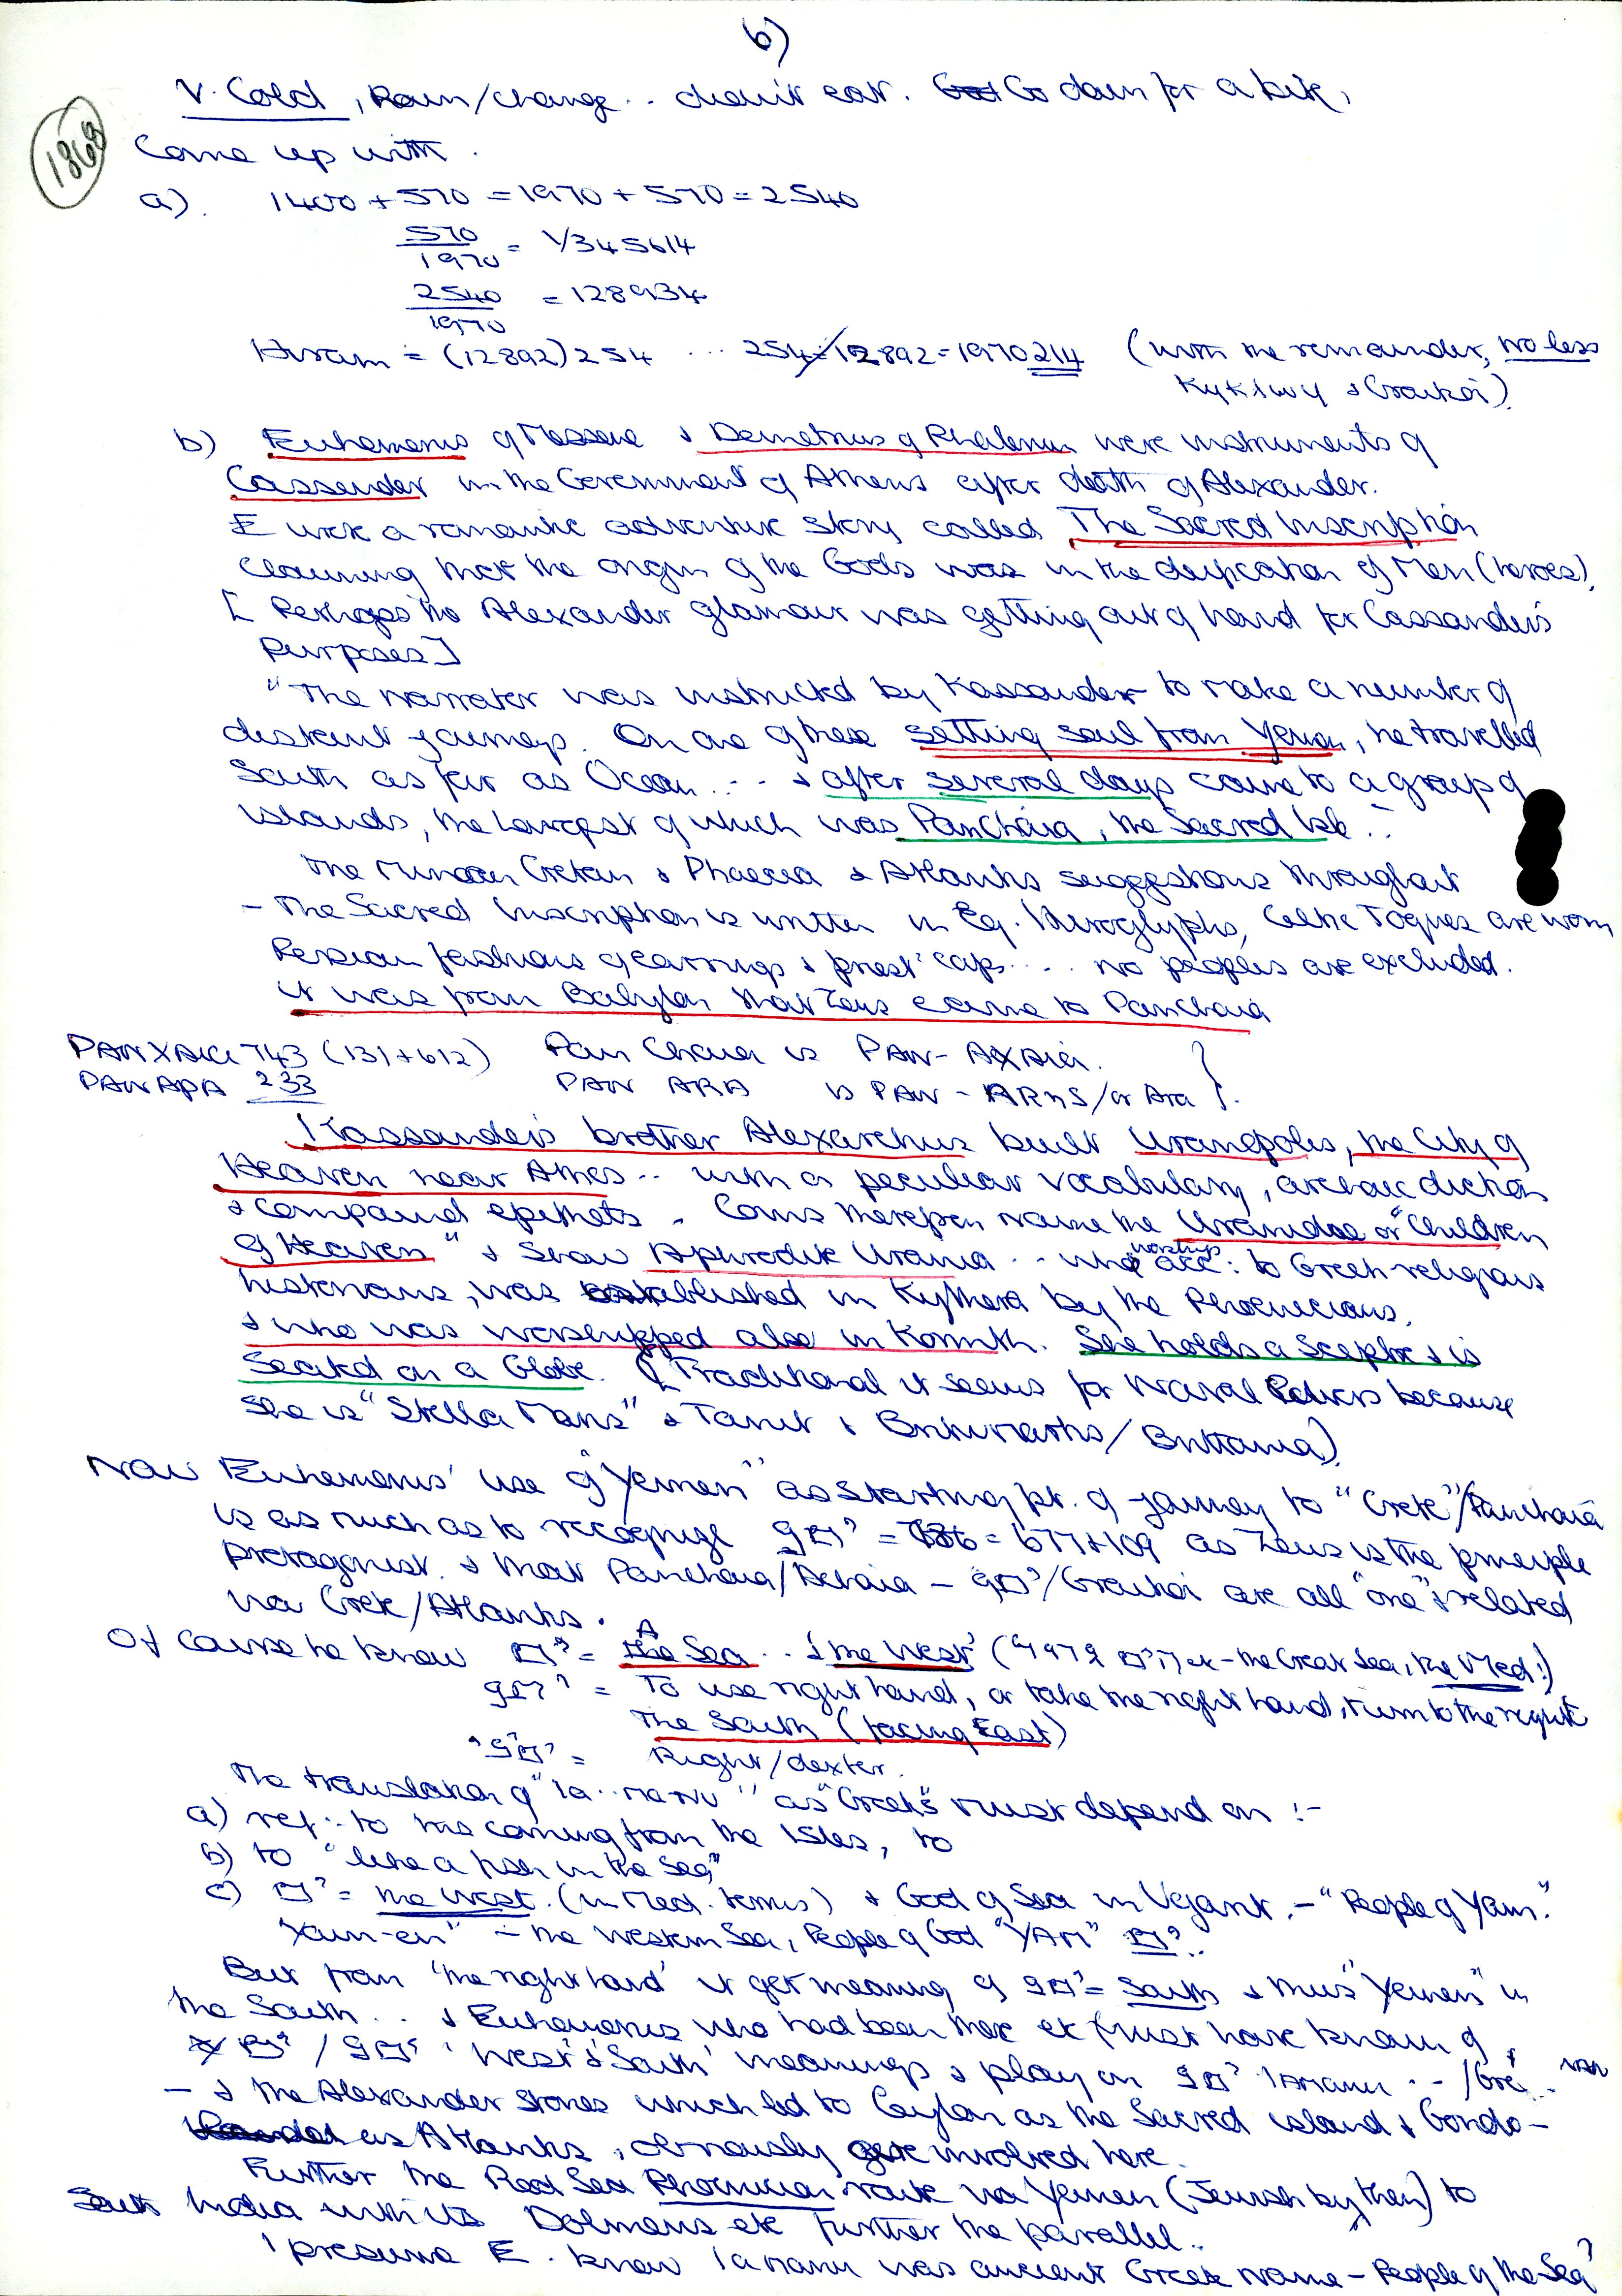 6)
V. Cold, Rain/change .. doesn't eat. Go down for a bite,
1868
Come up with.
a). 1400 + 570 = 1970 + 570 = 2540
570/1970 = 1/345614
2540/1970 = 128934
Hiram = (12892) 254 ... 254 ÷ 12892 = 1970214 (with the remainder, no less
Kyklwy & Graikoi).
b) Euhemerus of Messene & Demetrius of Phalerum were instruments of
Cassander in the Government of Athens after death of Alexander.
E wrote a romantic adventure story called The Sacred Inscription
claiming that the origin of the Gods was in the deification of Men (heroes).
[ Perhaps the Alexander glamour was getting out of hand for Cassander's
Purposes ]
"The narrator was instructed by Kassander to make a number of
distant journeys. On one of these setting sail from Yemen, he travelled
South as far as Ocean ... & after several days came to a group of
islands, the largest of which was Panchaia, the Sacred Isle ..
The Minoan Cretan & Phaecia & Atlantis suggestions throughout
- The Sacred Inscription is written in Eg. Hieroglyphs, Celtic Toques are worn
Persian fashions of earrings & priest caps.... no peoples are excluded.
it was from Babylon that Zeus came to Panchaia
PANXAIA 743 (131+612) Pan Chaia is PAN-AXAIA.
PANAPA 233 PAN ARA is PAN - ARHS/or Ara
Kassander's brother Alexarchus built Uranopolis, the City of
Heaven near Athos .. with a peculiar vocabulary, archaic diction
& compound epithets. Coins therefrom name the Uranidae or "Children
of Heaven" & show Aphrodite Urania .. who worship acc: to Greek religious
historians, was established in Kythera by the Phoenicians,
& who was worshipped also in Korinth. She holds a Sceptre & is
Seated on a Globe. [Traditional it seems for Naval Powers because
she is "Stella Maris" & Tanit & Britomartis/Brittania)
Now Euhemerus' use of "Yemen" as starting pt. of journey to "Crete"/Panchaia
is as much as to recognize ימן = 786 = 677+109 as Zeus is the principle
protagonist. & that Panchaia/Achaia - ימן/Graikoi are all "one" & related
via Crete/Atlantis.
Of course he knew ים = A the Sea .. & 'the West' ( - the Great Sea, the Med!)
ימן = To use right hand, or take the right hand, turn to the right
The South (facing East)
ימני = Right/dexter.
The translation of "Ia..nanu" as "Greeks" must depend on :-
a) ref: to his coming from the Isles, to
b) to "like a fish in the Sea"
c) ים = the West. (in Med. terms) & God of Sea in Ugarit. - "People of Yam."
Yam-en" - the Western Sea, People of God "YAM" ים..
But from 'the right hand' it gets meaning of ימן = South & thus "Yemen" in
the South .. & Euhemerus who had been there etc must have known of
ים / ימן 'West' & 'South' meanings & play on ימן Iamanu .. /Gre
- & the Alexander stories which led to Ceylon as the Sacred island & Gondo-
as Atlantis, obviously get involved here.
Further the Red Sea Phoenician route via Yemen (Jewish by then) to
South India with its Dolmens etc further the parallel..
I presume E. knew Iamanu was ancient Greek name - People of the Sea?